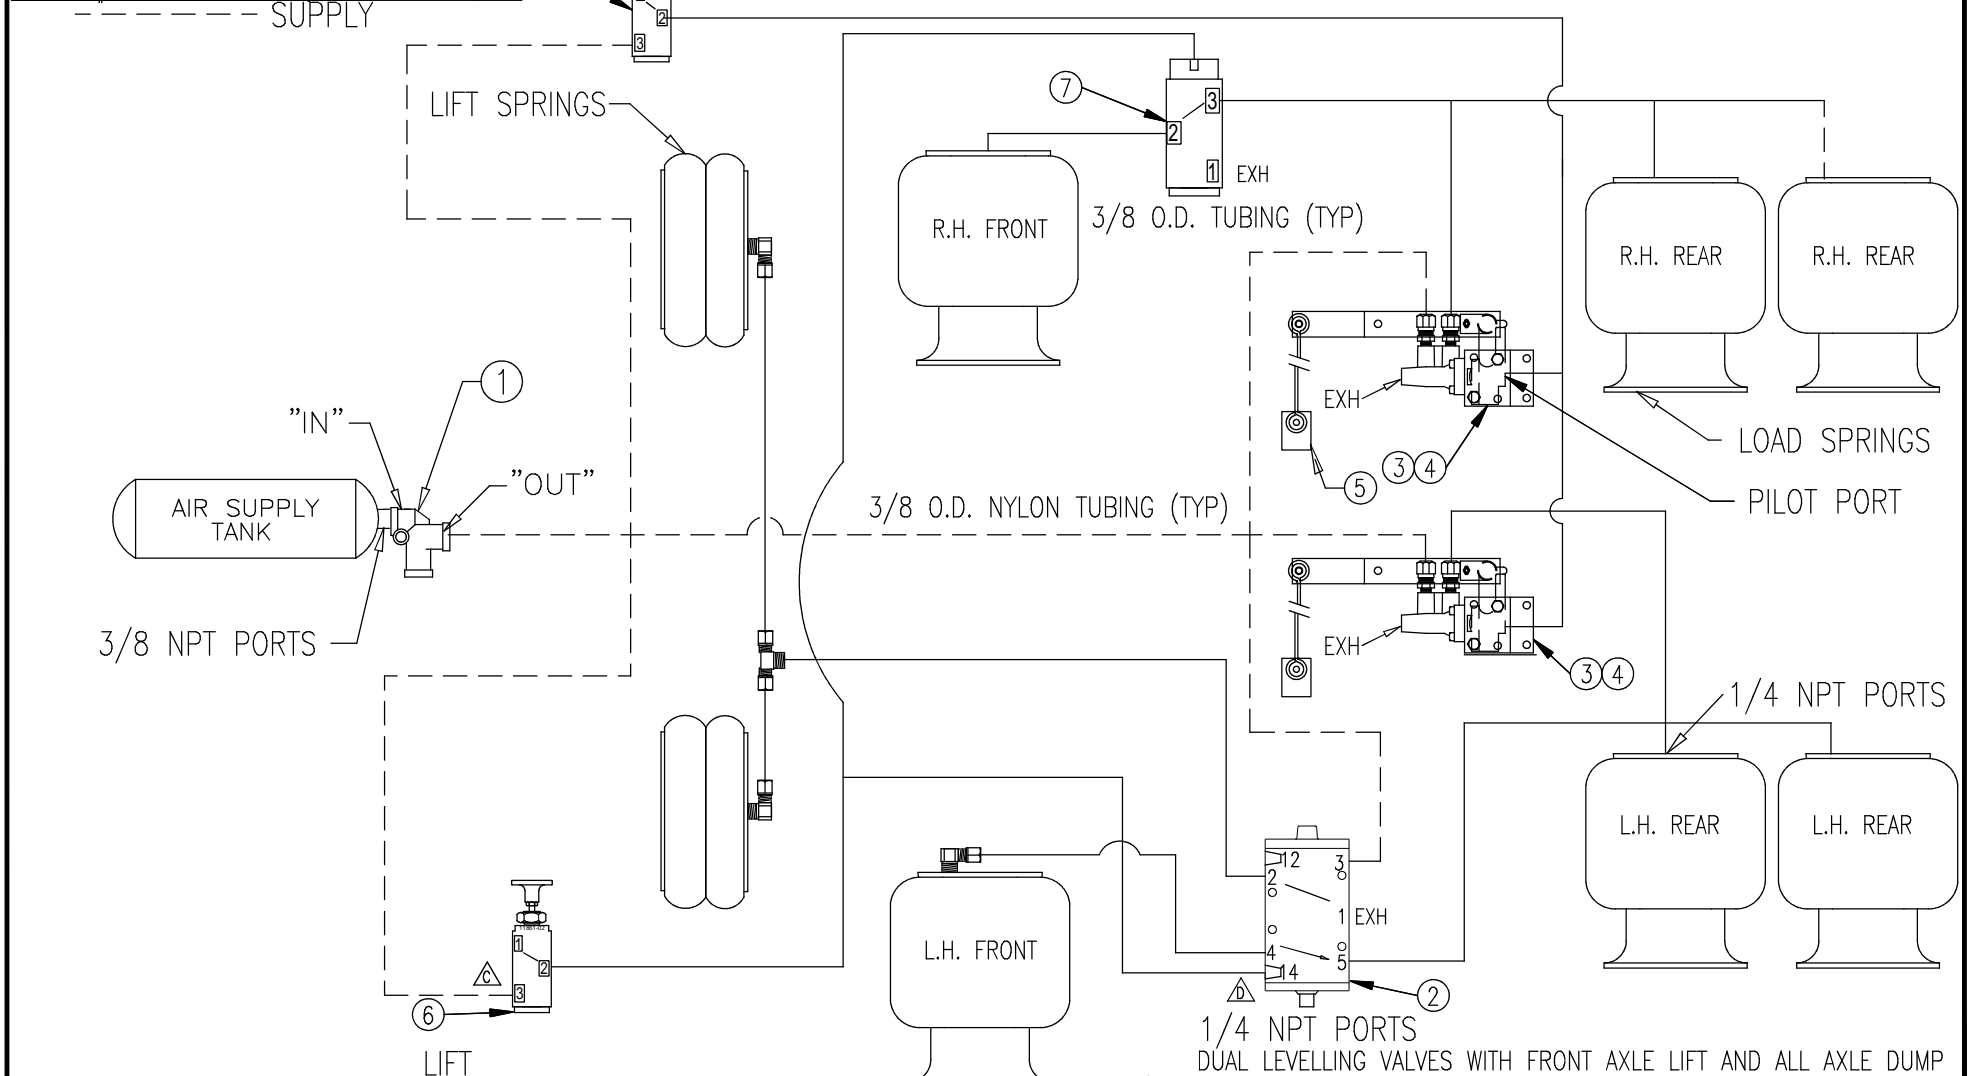 SUPPLY
2
3
LIFT SPRINGS
7
3
2
1 EXH
3/8 O.D. TUBING (TYP)
R.H. FRONT
R.H. REAR
R.H. REAR
1
"IN"
"OUT"
AIR SUPPLY
TANK
3/8 NPT PORTS
EXH
3 4
5
LOAD SPRINGS
PILOT PORT
3/8 O.D. NYLON TUBING (TYP)
EXH
3 4
1/4 NPT PORTS
L.H. REAR
L.H. REAR
12
3
2
1 EXH
4
5
14
D
2
1/4 NPT PORTS
L.H. FRONT
11861-02
1
2
C
3
6
LIFT
DUAL LEVELLING VALVES WITH FRONT AXLE LIFT AND ALL AXLE DUMP